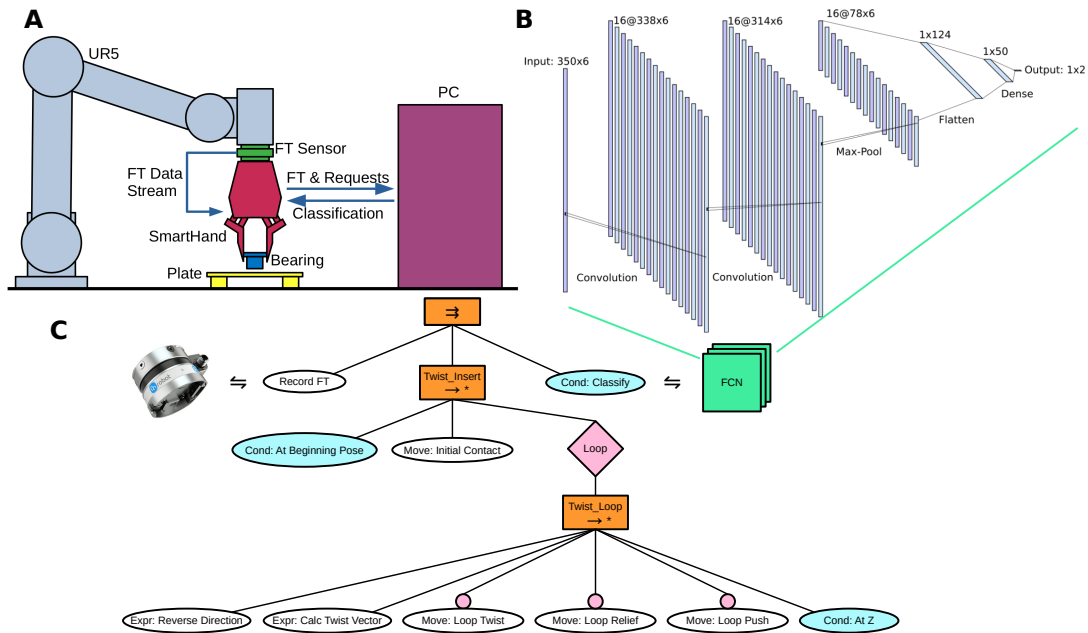 A
UR5
PC
FT Sensor
FT Data
Stream
FT & Requests
Classification
SmartHand
Bearing
Plate
B
16@338x6
16@314x6
16@78x6
1x124
1x50
Input: 350x6
Output: 1x2
Dense
Flatten
Max-Pool
Convolution
Convolution
C
⇉
Record FT
Twist_Insert
→ *
Cond: Classify
FCN
⇋
⇋
Cond: At Beginning Pose
Move: Initial Contact
Loop
Twist_Loop
→ *
Expr: Reverse Direction
Expr: Calc Twist Vector
Move: Loop Twist
Move: Loop Relief
Move: Loop Push
Cond: At Z